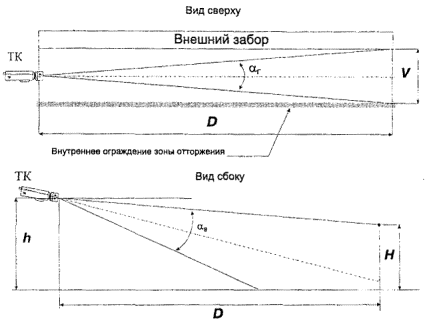 Вид сверху
Внешний забор
ТК
αг
V
D
Внутреннее ограждение зоны отторжения
Вид сбоку
ТК
αв
h
H
D